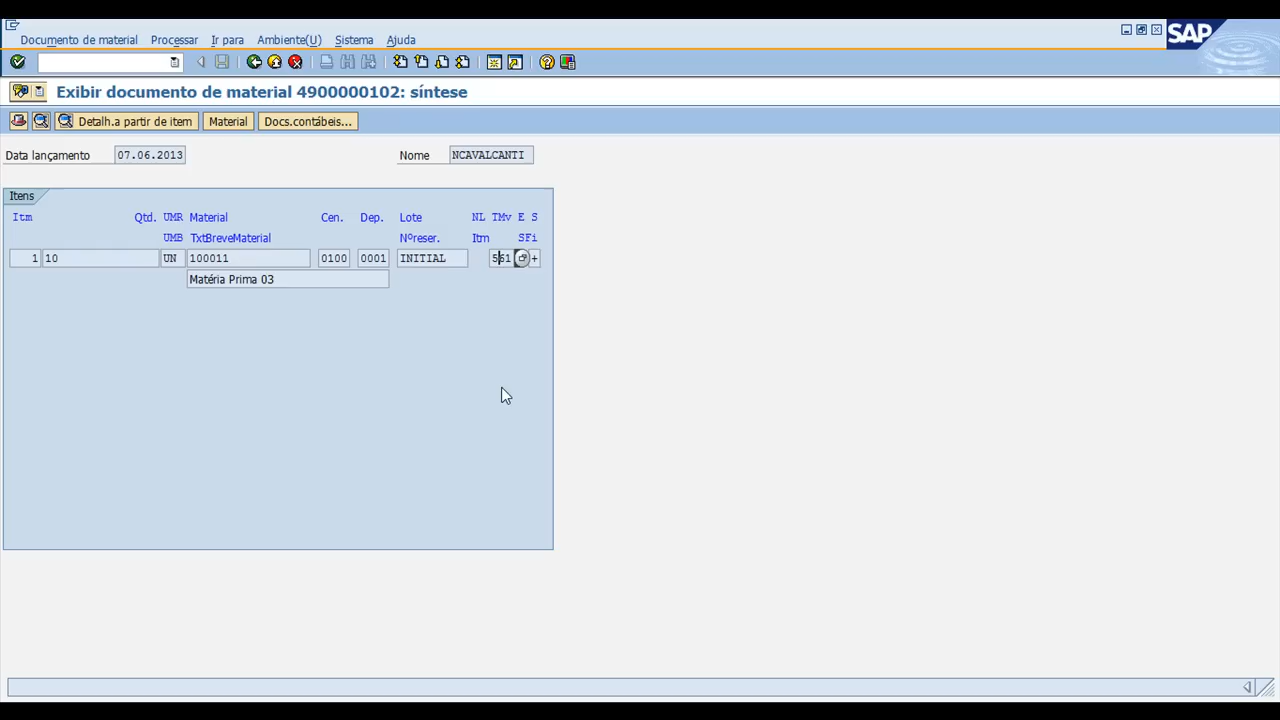 Documento de material Processar Ir para Ambiente(U) Sistema Ajuda
SAP
Exibir documento de material 4900000102: síntese
Detalh.a partir de item Material Docs.contábeis...
Data lançamento 07.06.2013 Nome NCAVALCANTI
Itens
Itm Qtd. UMR Material Cen. Dep. Lote NL TMv E S
UMB TxtBreveMaterial Nºreser. Itm SFi
1 10 UN 100011 0100 0001 INITIAL 561 +
Matéria Prima 03